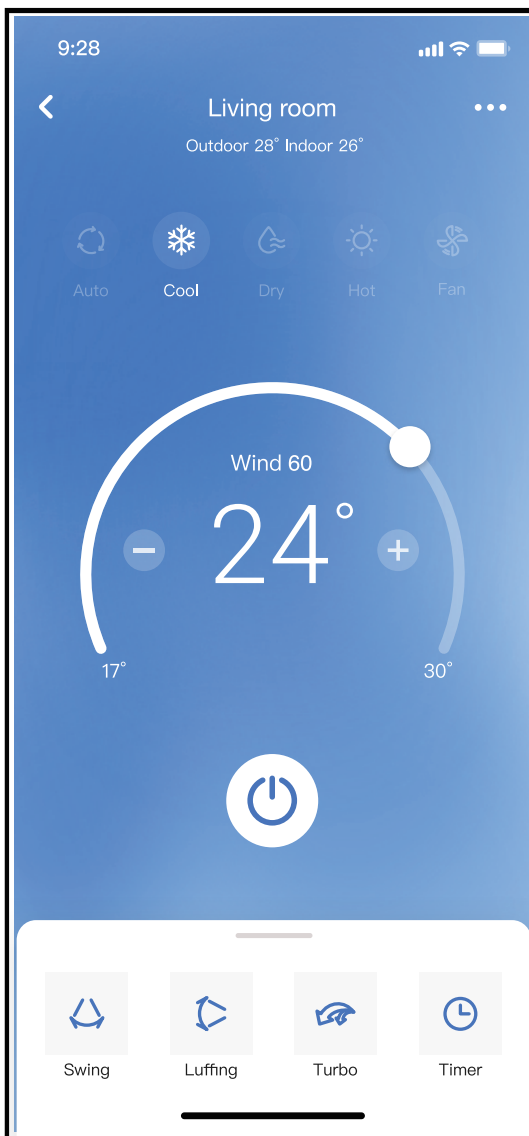 9:28
Living room
Outdoor 28° Indoor 26°
Auto Cool Dry Hot Fan
Wind 60
24°
17° 30°
Swing Luffing Turbo Timer